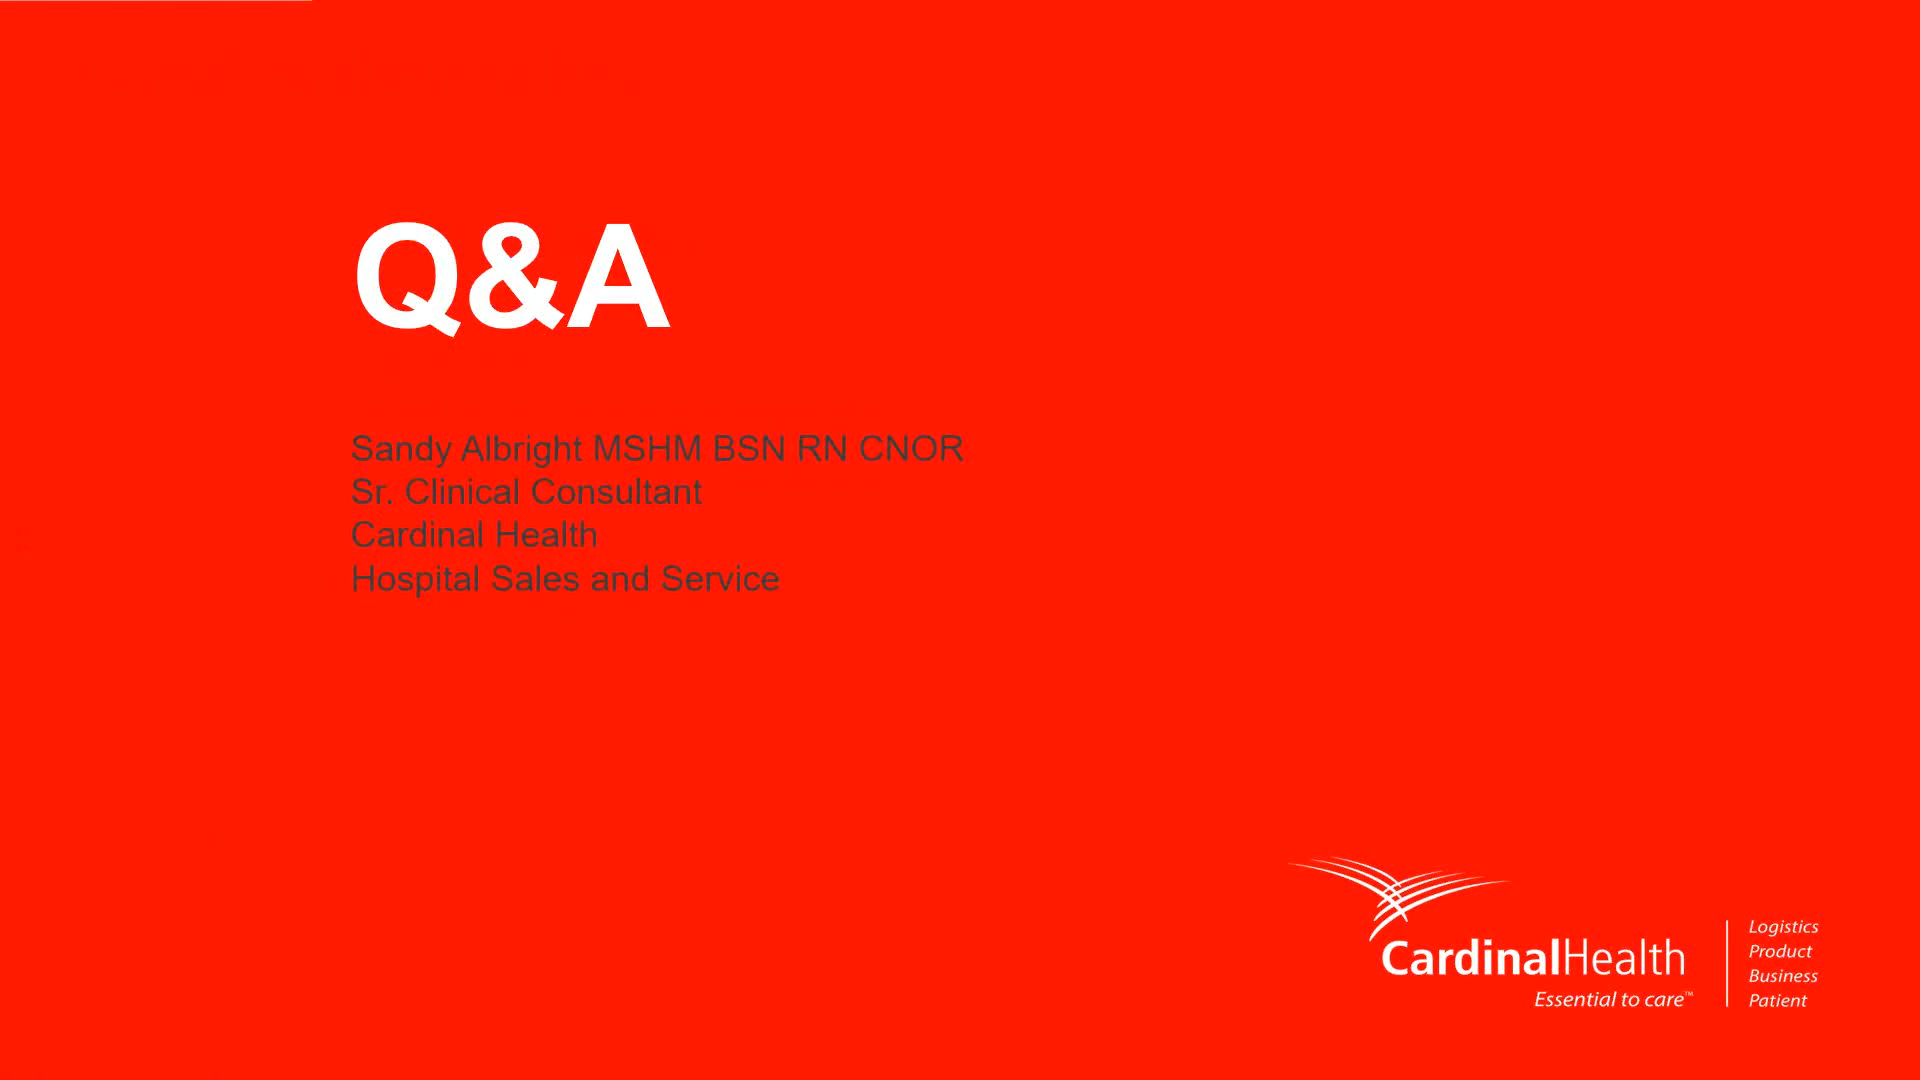 Q&A
Sandy Albright MSHM BSN RN CNOR
Sr. Clinical Consultant
Cardinal Health
Hospital Sales and Service
CardinalHealth
Essential to care™
Logistics
Product
Business
Patient